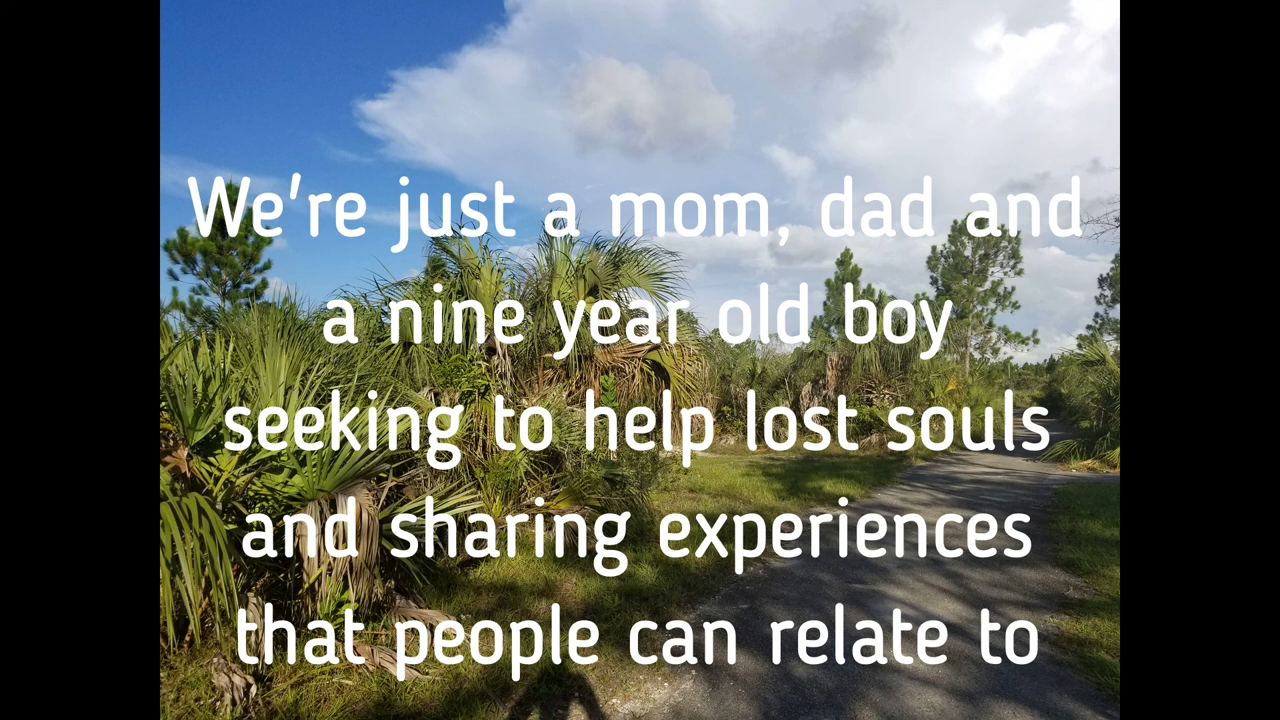 We're just a mom, dad and
a nine year old boy
seeking to help lost souls
and sharing experiences
that people can relate to